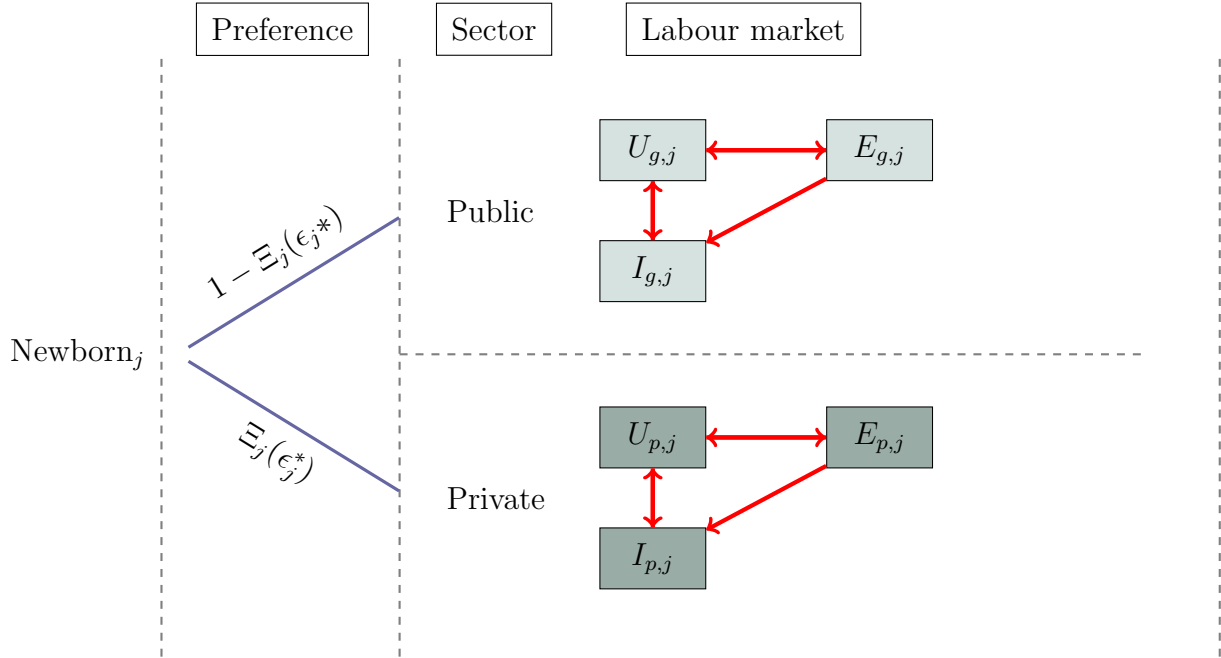 Preference
Sector
Labour market
U_{g,j}
E_{g,j}
Public
1 − Ξ_j(ϵ_j*)
I_{g,j}
Newborn_j
U_{p,j}
E_{p,j}
Ξ_j(ϵ_j^*)
Private
I_{p,j}